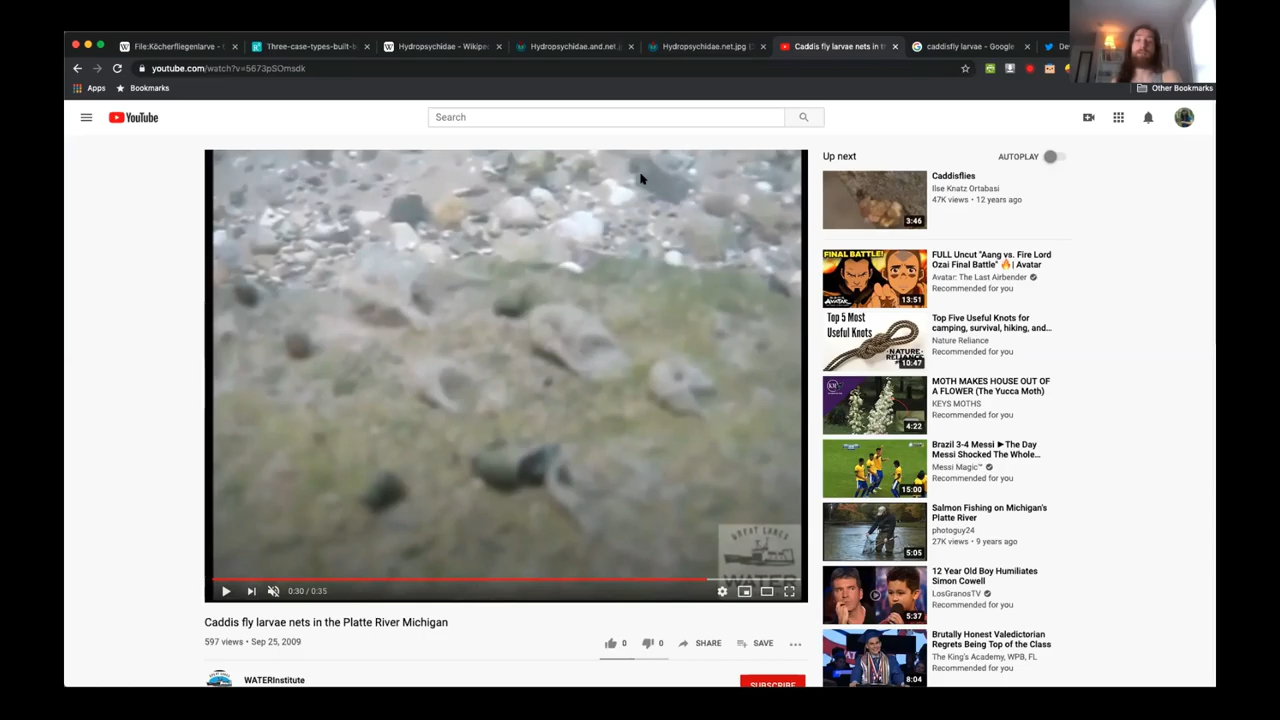 File:Köcherfliegenlarve -
Three-case-types-built-b
Hydropsychidae - Wikipe
Hydropsychidae.and.net.j
Hydropsychidae.net.jpg (
Caddis fly larvae nets in th
caddisfly larvae - Google
youtube.com/watch?v=5673pSOmsdk
Apps
Bookmarks
Other Bookmarks
YouTube
Search
GREAT LAKES
WATER
0:30 / 0:35
Caddis fly larvae nets in the Platte River Michigan
597 views • Sep 25, 2009
0
0
SHARE
SAVE
WATERInstitute
SUBSCRIBE
Up next
AUTOPLAY
3:46
Caddisflies
Ilse Knatz Ortabasi
47K views • 12 years ago
FINAL BATTLE!
AVATAR
13:51
FULL Uncut "Aang vs. Fire Lord
Ozai Final Battle" 🔥 | Avatar
Avatar: The Last Airbender
Recommended for you
Top 5 Most
Useful Knots
NATURE
RELIANCE
10:47
Top Five Useful Knots for
camping, survival, hiking, and...
Nature Reliance
Recommended for you
4:22
MOTH MAKES HOUSE OUT OF
A FLOWER (The Yucca Moth)
KEYS MOTHS
Recommended for you
15:00
Brazil 3-4 Messi ►The Day
Messi Shocked The Whole...
Messi Magic™
Recommended for you
5:05
Salmon Fishing on Michigan's
Platte River
photoguy24
27K views • 9 years ago
5:37
12 Year Old Boy Humiliates
Simon Cowell
LosGranosTV
Recommended for you
8:04
Brutally Honest Valedictorian
Regrets Being Top of the Class
The King's Academy, WPB, FL
Recommended for you